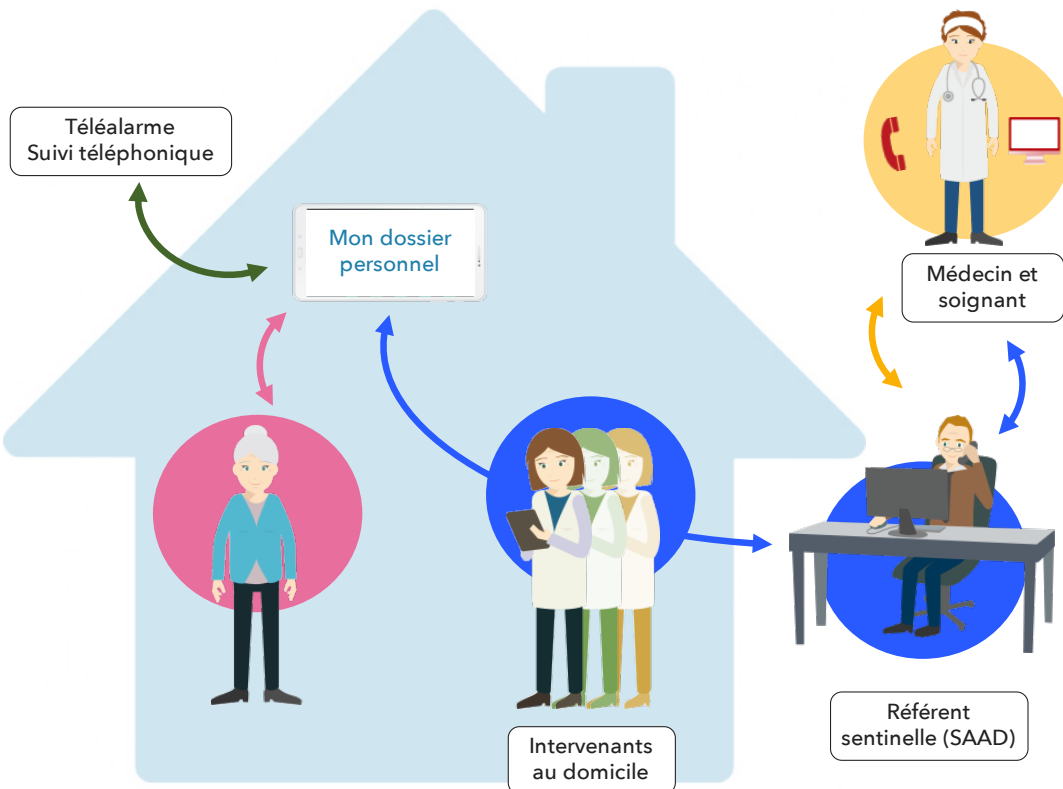 Téléalarme
Suivi téléphonique
Mon dossier
personnel
Médecin et
soignant
Intervenants
au domicile
Référent
sentinelle (SAAD)